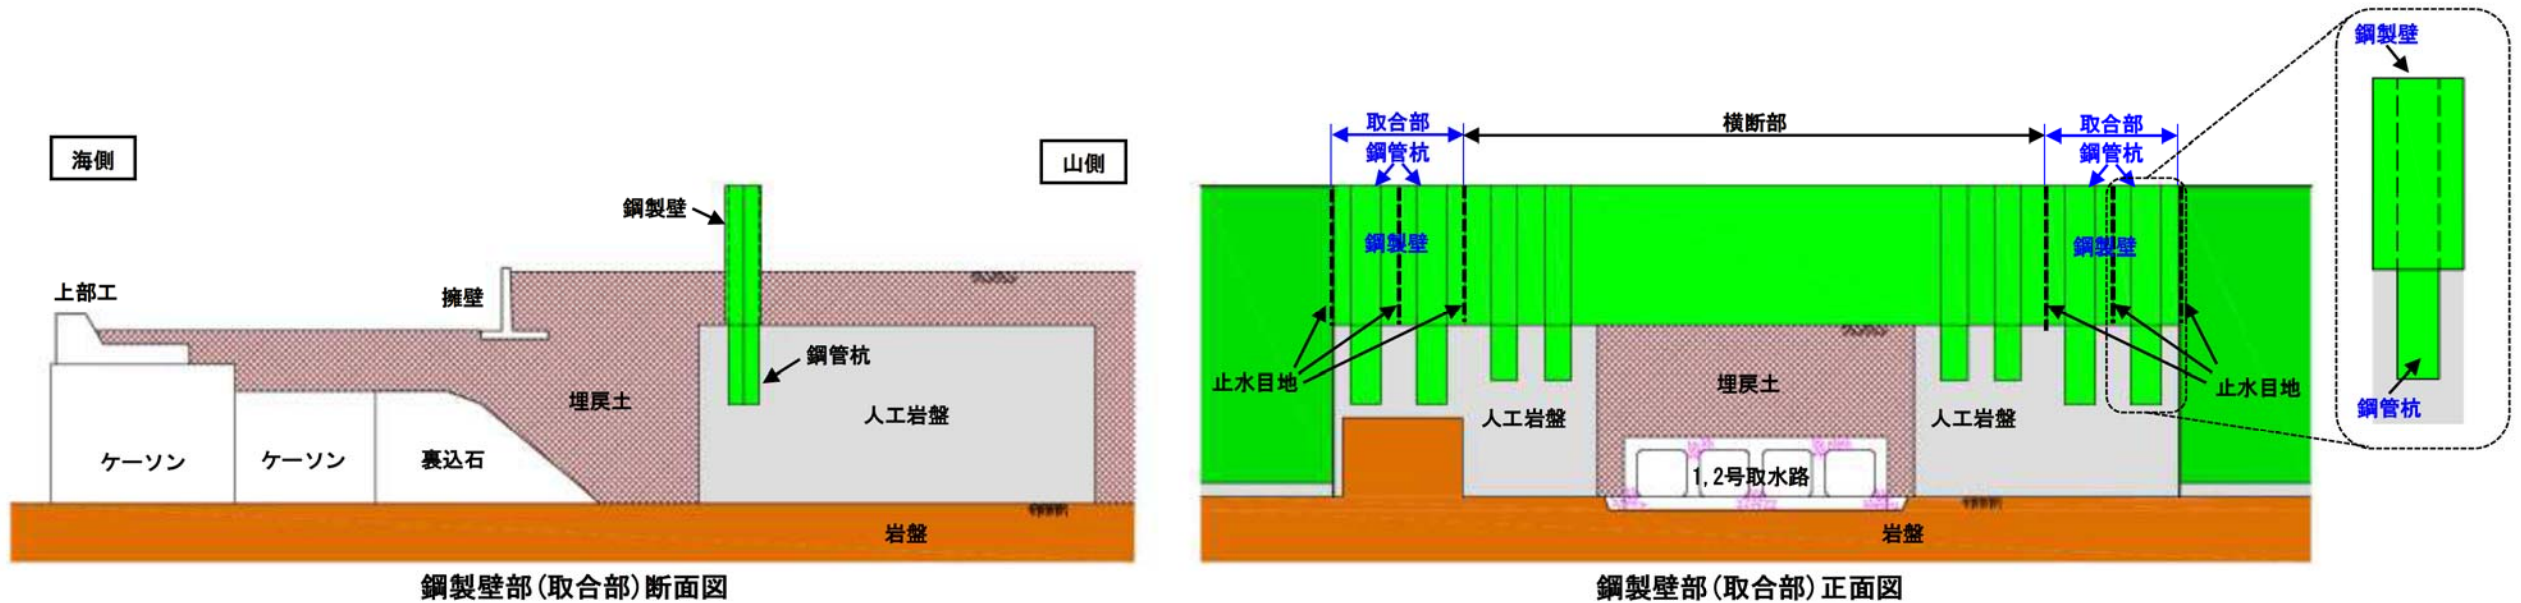 海側
山側
鋼製壁
上部工
擁壁
鋼管杭
埋戻土
人工岩盤
ケーソン
ケーソン
裏込石
岩盤
鋼製壁部(取合部)断面図
取合部
横断部
取合部
鋼管杭
鋼管杭
鋼製壁
鋼製壁
止水目地
埋戻土
止水目地
人工岩盤
人工岩盤
1,2号取水路
岩盤
鋼製壁部(取合部)正面図
鋼製壁
鋼管杭